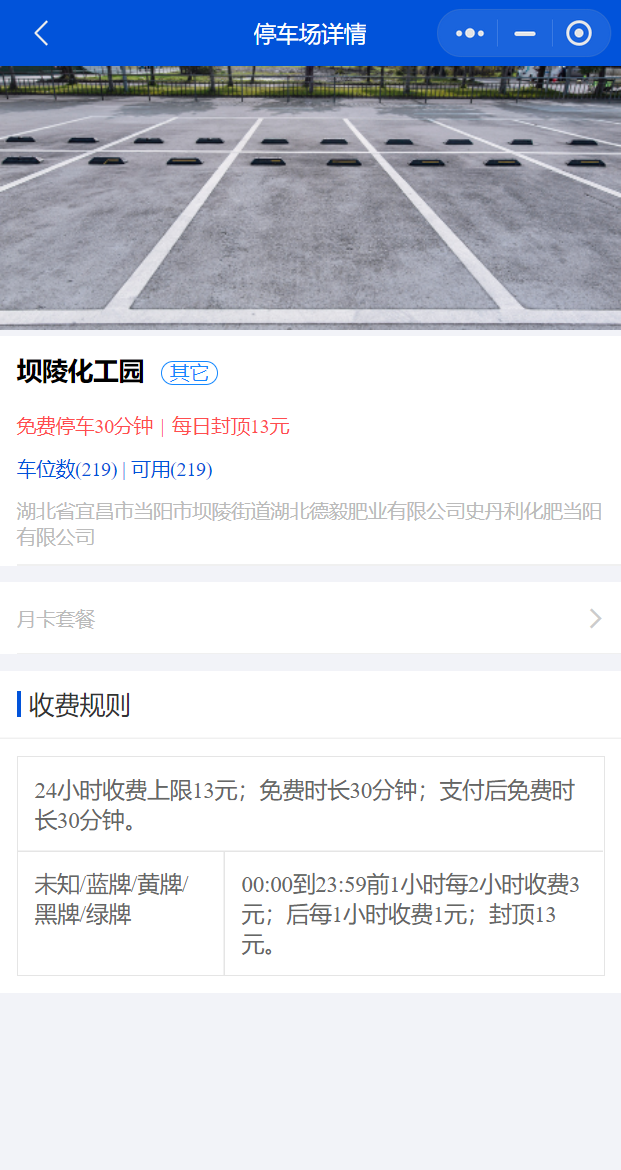 停车场详情
坝陵化工园 其它
免费停车30分钟 | 每日封顶13元
车位数(219) | 可用(219)
湖北省宜昌市当阳市坝陵街道湖北德毅肥业有限公司史丹利化肥当阳
有限公司
月卡套餐
收费规则
24小时收费上限13元；免费时长30分钟；支付后免费时
长30分钟。
未知/蓝牌/黄牌/
黑牌/绿牌
00:00到23:59前1小时每2小时收费3
元；后每1小时收费1元；封顶13
元。